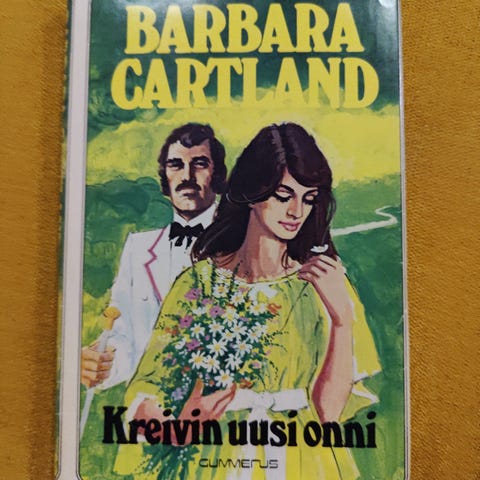 BARBARA
CARTLAND
Kreivin uusi onni
GUMMERUS